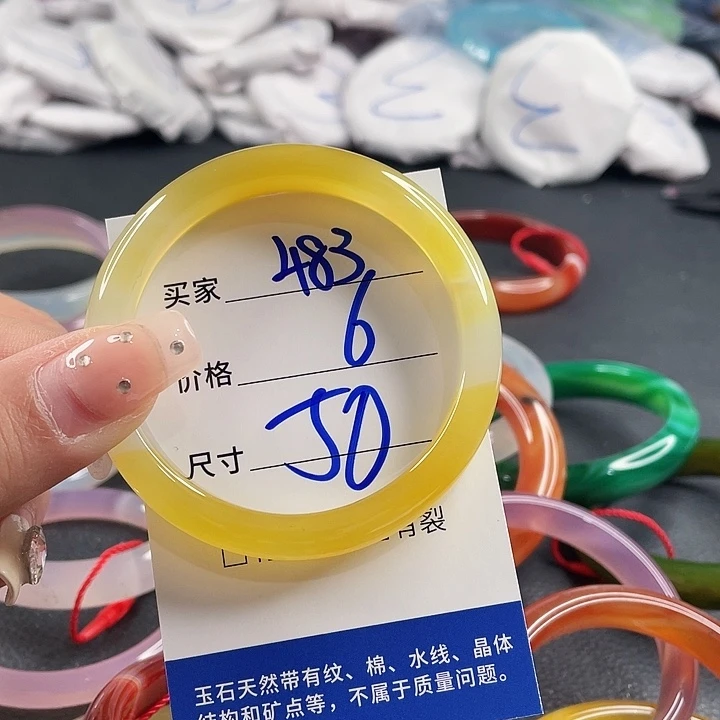 买家 483
价格 6
尺寸 50
有裂
玉石天然带有纹、棉、水线、晶体
结构和矿点等，不属于质量问题。